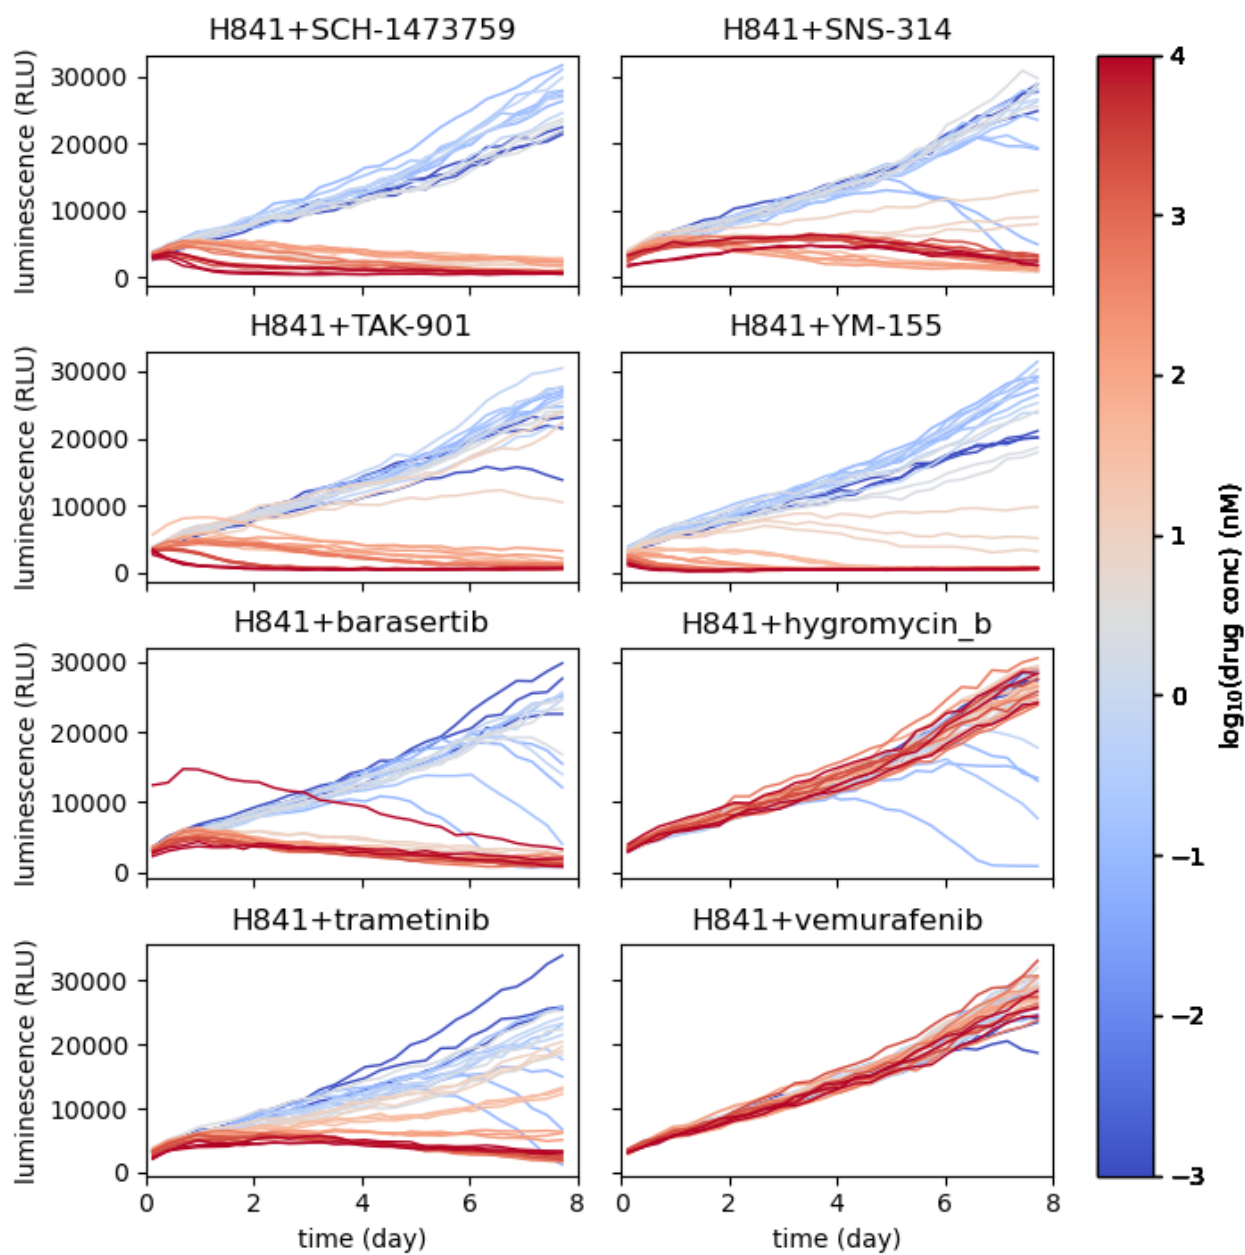 H841+SCH-1473759 H841+SNS-314
luminescence (RLU)
30000
20000
10000
0
H841+TAK-901 H841+YM-155
luminescence (RLU)
30000
20000
10000
0
H841+barasertib H841+hygromycin_b
luminescence (RLU)
30000
20000
10000
0
H841+trametinib H841+vemurafenib
luminescence (RLU)
30000
20000
10000
0
0 2 4 6 8 0 2 4 6 8
time (day) time (day)
4
3
2
1
0
−1
−2
−3
log₁₀(drug conc) (nM)